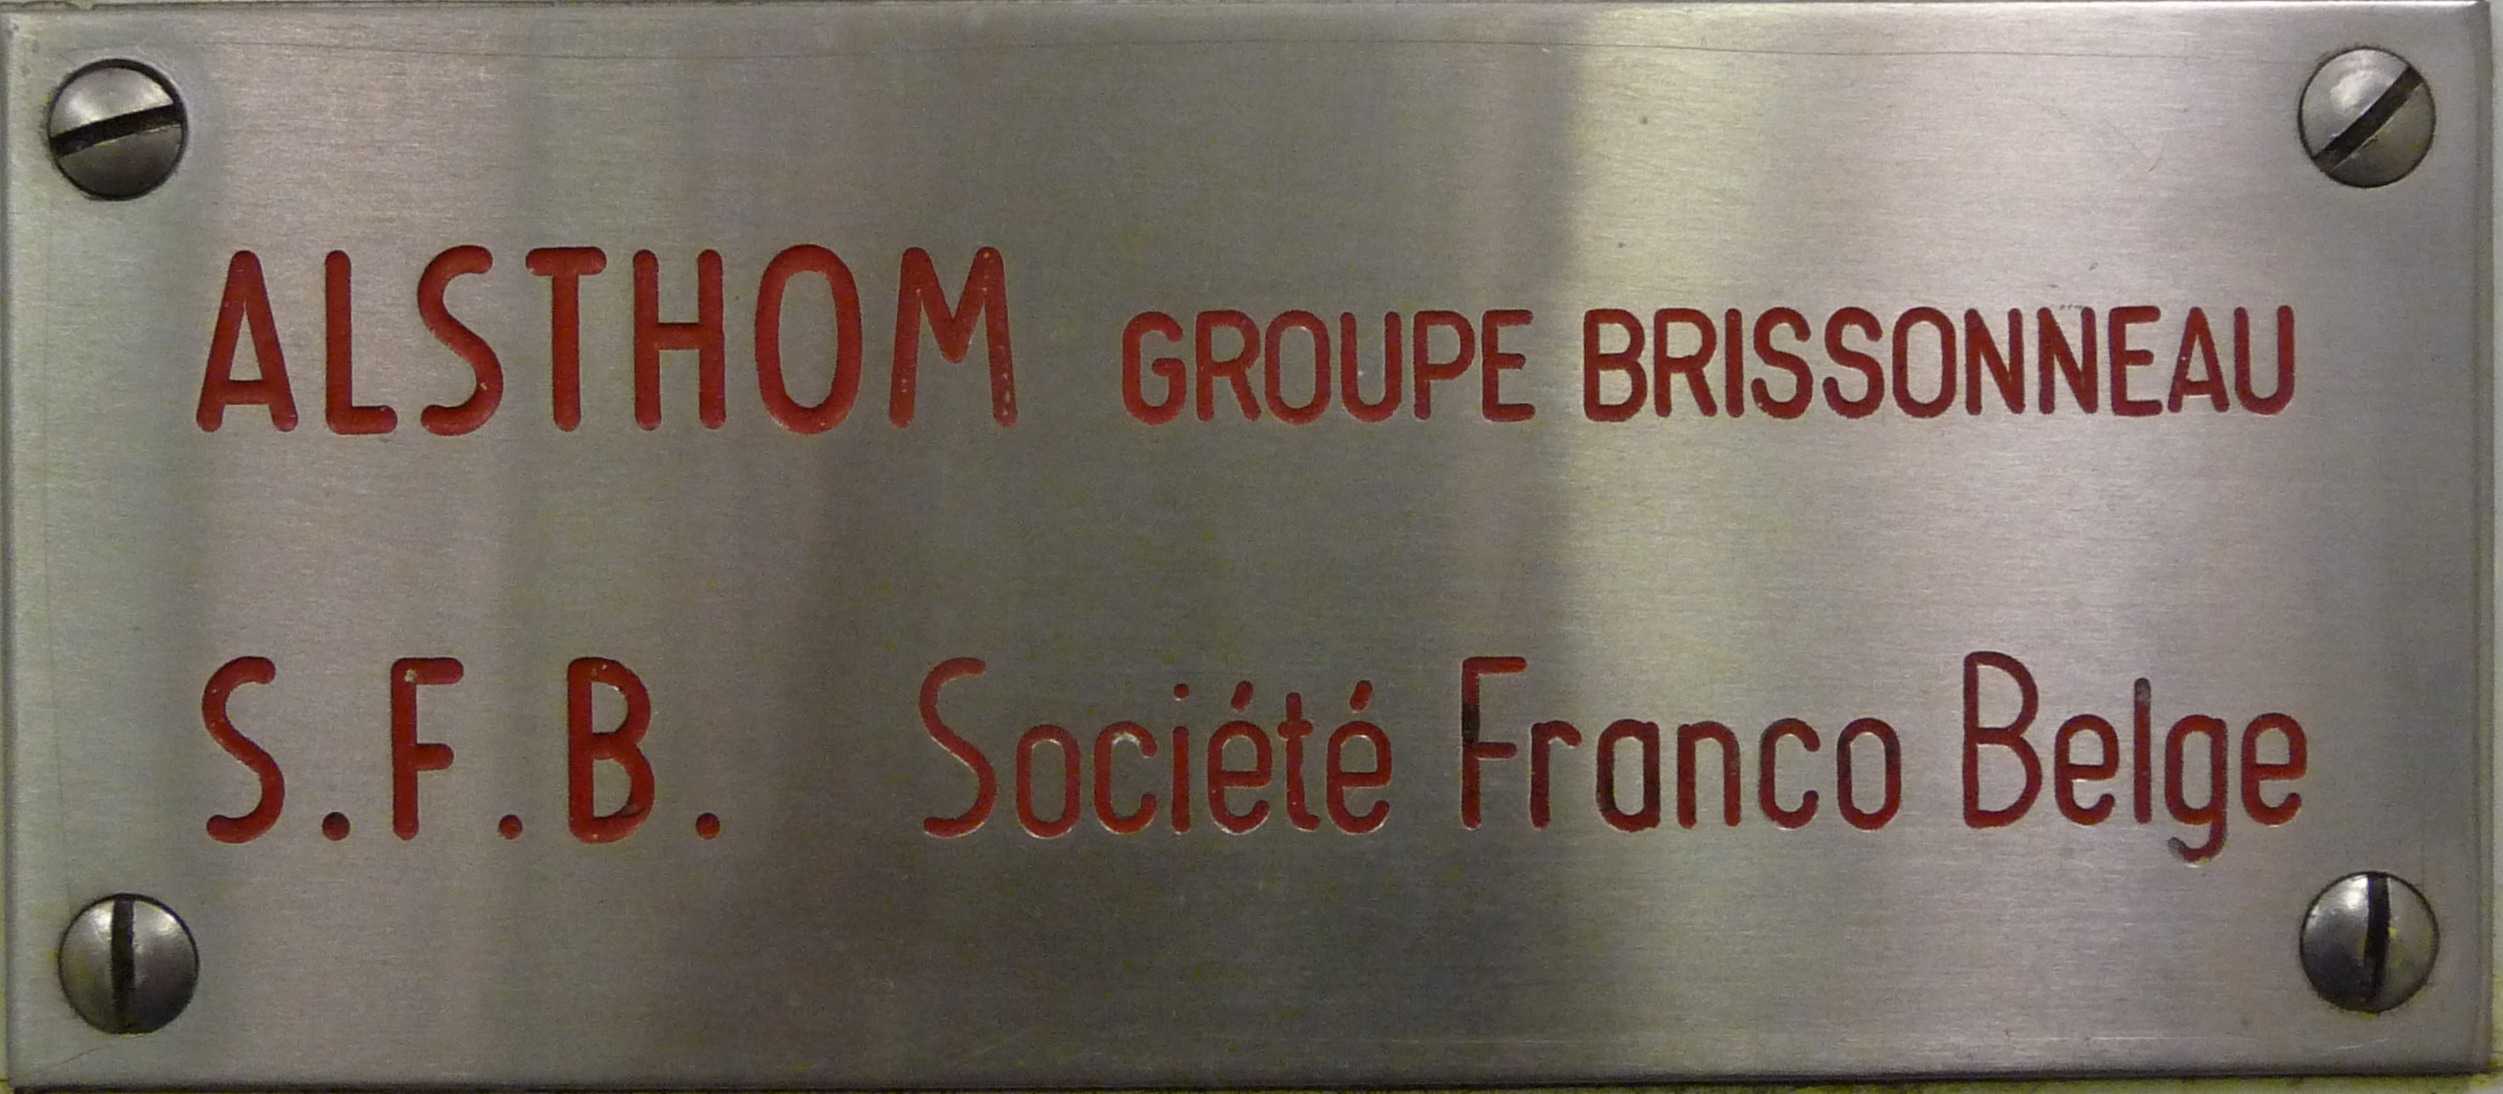 ALSTHOM GROUPE BRISSONNEAU
S.F.B. Société Franco Belge